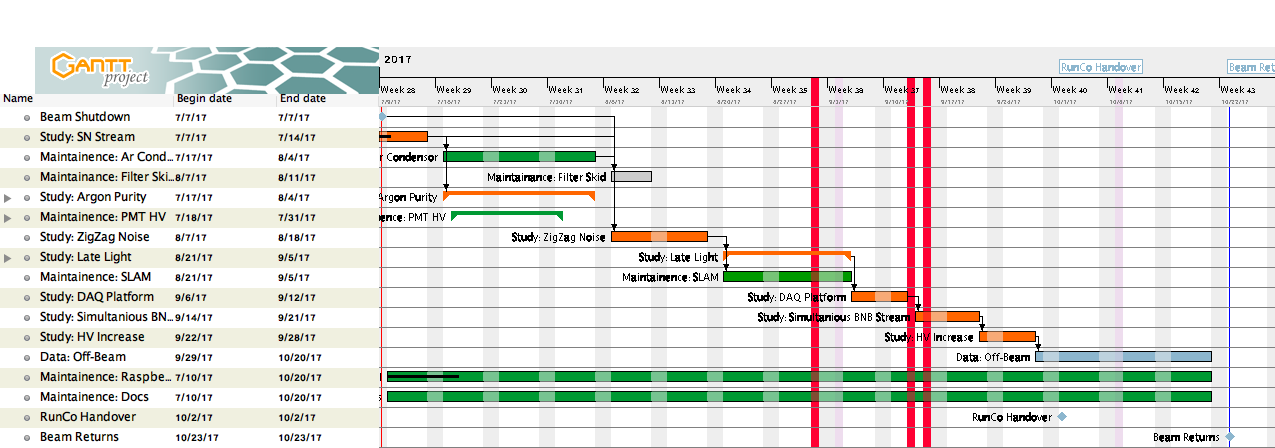 GANTT
project
2017
RunCo Handover
Beam Ret
Week 28 Week 29 Week 30 Week 31 Week 32 Week 33 Week 34 Week 35 Week 36 Week 37 Week 38 Week 39 Week 40 Week 41 Week 42 Week 43
Name Begin date End date
7/9/17 7/16/17 7/23/17 7/30/17 8/6/17 8/13/17 8/20/17 8/27/17 9/3/17 9/10/17 9/17/17 9/24/17 10/1/17 10/8/17 10/15/17 10/22/17
Beam Shutdown 7/7/17 7/7/17
Study: SN Stream 7/7/17 7/14/17
Maintainence: Ar Cond... 7/17/17 8/4/17 r Condensor
Maintainance: Filter Ski... 8/7/17 8/11/17 Maintainance: Filter Skid
Study: Argon Purity 7/17/17 8/4/17 Argon Purity
Maintenence: PMT HV 7/18/17 7/31/17 ence: PMT HV
Study: ZigZag Noise 8/7/17 8/18/17 Study: ZigZag Noise
Study: Late Light 8/21/17 9/5/17 Study: Late Light
Maintainence: SLAM 8/21/17 9/5/17 Maintainence: SLAM
Study: DAQ Platform 9/6/17 9/12/17 Study: DAQ Platform
Study: Simultanious BN... 9/14/17 9/21/17 Study: Simultanious BNB Stream
Study: HV Increase 9/22/17 9/28/17 Study: HV Increase
Data: Off-Beam 9/29/17 10/20/17 Data: Off-Beam
Maintainence: Raspbe... 7/10/17 10/20/17
Maintainence: Docs 7/10/17 10/20/17 s
RunCo Handover 10/2/17 10/2/17 RunCo Handover
Beam Returns 10/23/17 10/23/17 Beam Returns